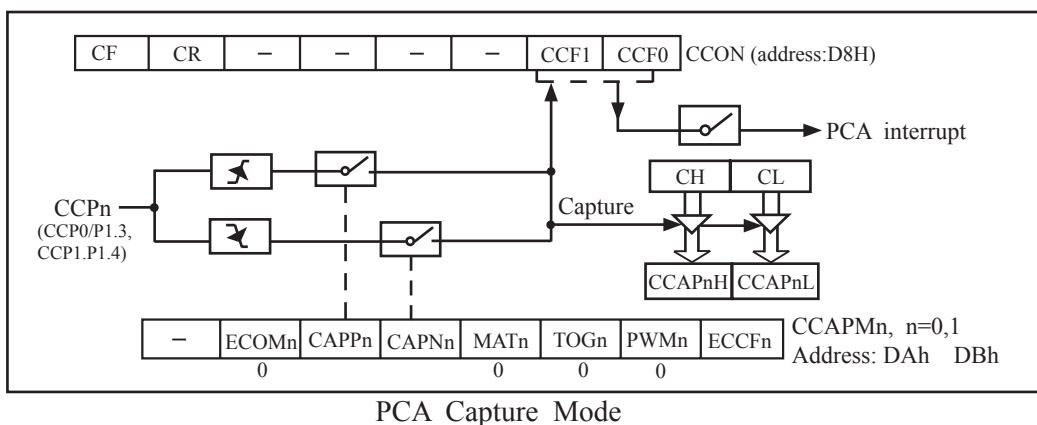 CF CR – – – – CCF1 CCF0 CCON (address:D8H)
PCA interrupt
CH CL
CCPn
(CCP0/P1.3,
CCP1.P1.4)
Capture
CCAPnH CCAPnL
– ECOMn CAPPn CAPNn MATn TOGn PWMn ECCFn
CCAPMn, n=0,1
Address: DAh DBh
0 0 0 0
PCA Capture Mode